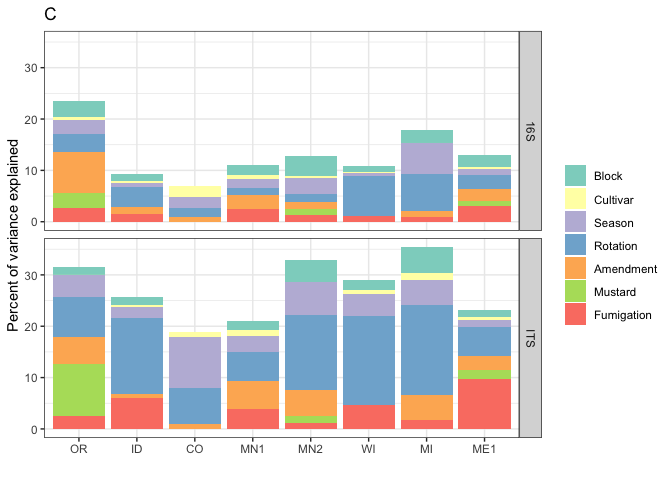 C
Percent of variance explained
30
20
10
0
16S
30
20
10
0
ITS
OR ID CO MN1 MN2 WI MI ME1
Block
Cultivar
Season
Rotation
Amendment
Mustard
Fumigation